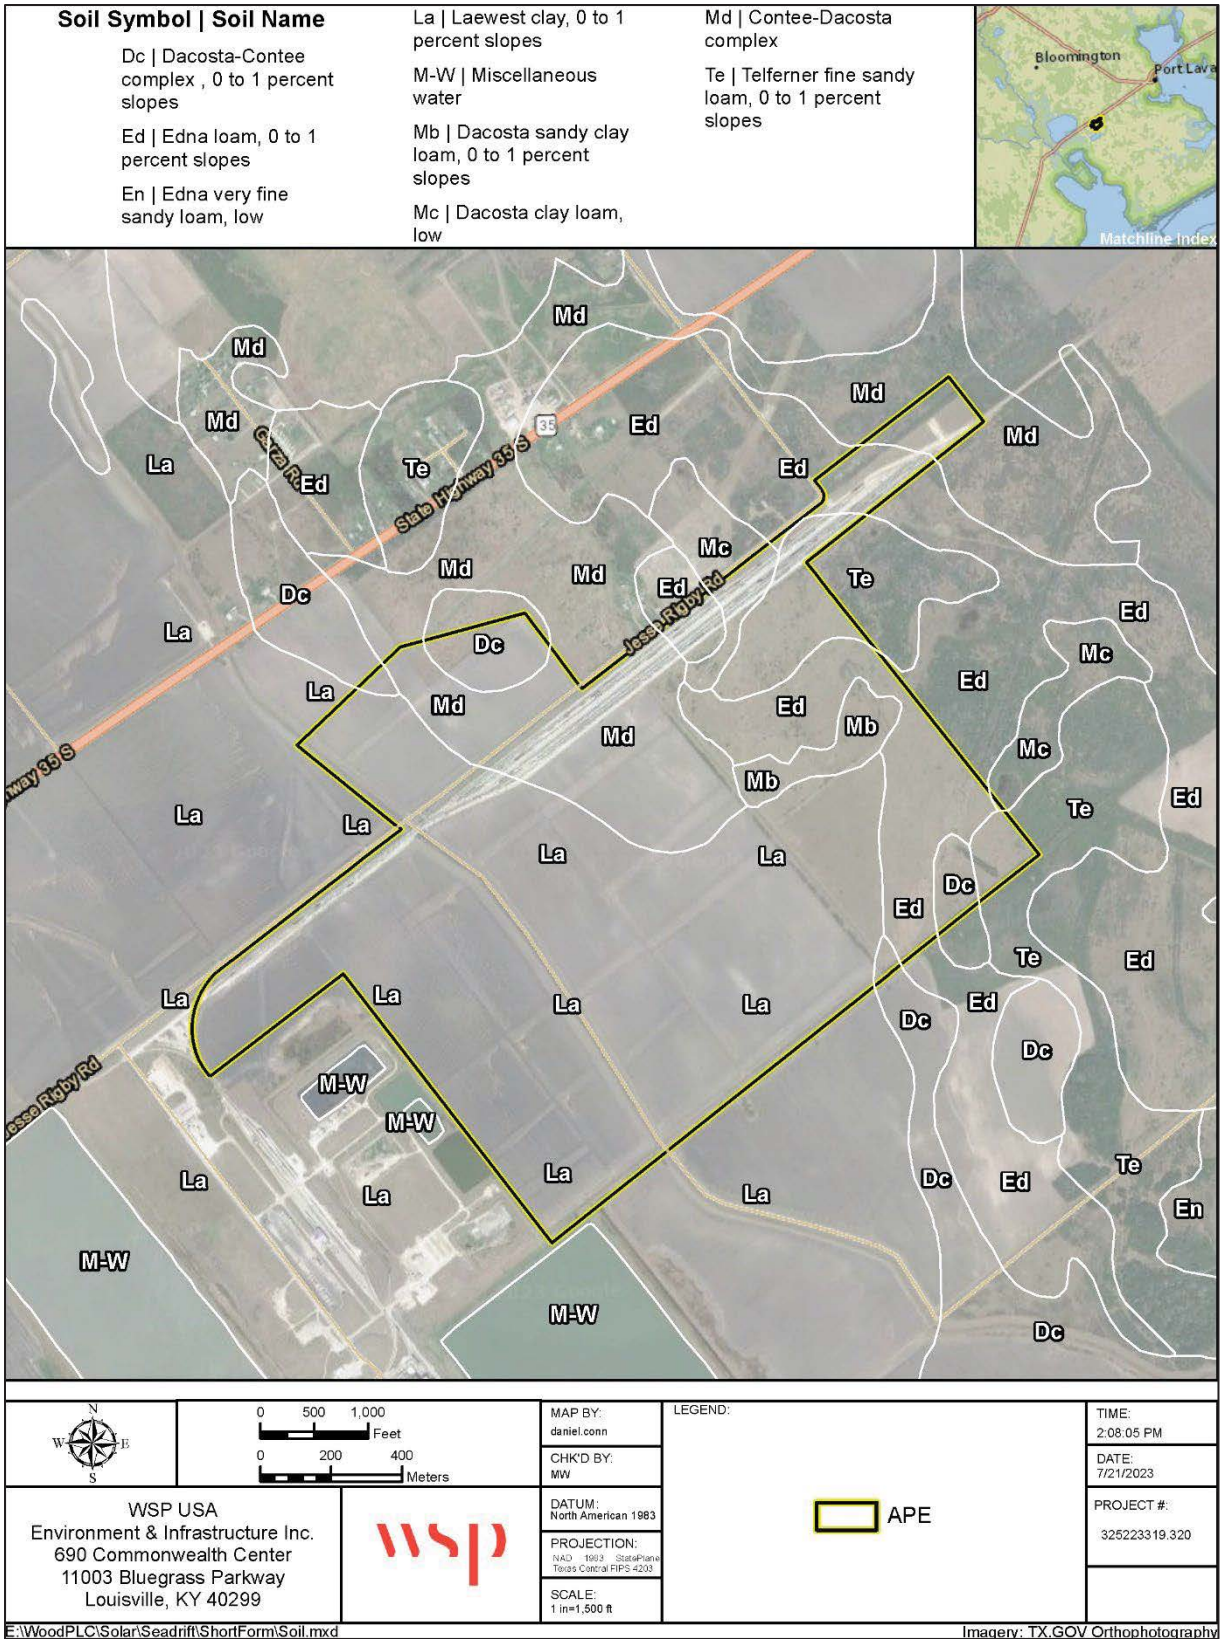 Soil Symbol | Soil Name
Dc | Dacosta-Contee
complex , 0 to 1 percent
slopes
Ed | Edna loam, 0 to 1
percent slopes
En | Edna very fine
sandy loam, low
La | Laewest clay, 0 to 1
percent slopes
M-W | Miscellaneous
water
Mb | Dacosta sandy clay
loam, 0 to 1 percent
slopes
Mc | Dacosta clay loam,
low
Md | Contee-Dacosta
complex
Te | Telferner fine sandy
loam, 0 to 1 percent
slopes
Bloomington
Port Lava
Matchline Index
Md
Md
Md
Md
Ed
Md
La
Garza Rd
Ed
Te
State Highway 35 S
35
Ed
Mc
Md
Md
Ed
Te
Dc
Jesse Rigby Rd
Ed
La
Dc
Mc
La
Md
Ed
Ed
Mb
Md
Mc
hway 35 S
Mb
Te
Ed
La
La
La
La
Dc
Ed
Te
Ed
La
La
La
La
Ed
Dc
Dc
Jesse Rigby Rd
M-W
M-W
La
La
La
La
Dc
Ed
Te
En
M-W
M-W
Dc
N
W E
S
0 500 1,000
Feet
0 200 400
Meters
WSP USA
Environment & Infrastructure Inc.
690 Commonwealth Center
11003 Bluegrass Parkway
Louisville, KY 40299
wsp
MAP BY:
daniel.conn
CHK'D BY:
MW
DATUM:
North American 1983
PROJECTION:
NAD 1983 StatePlane
Texas Central FIPS 4203
SCALE:
1 in=1,500 ft
LEGEND:
APE
TIME:
2:08:05 PM
DATE:
7/21/2023
PROJECT #:
325223319.320
E:\WoodPLC\Solar\Seadrift\ShortForm\Soil.mxd
Imagery: TX.GOV Orthophotography